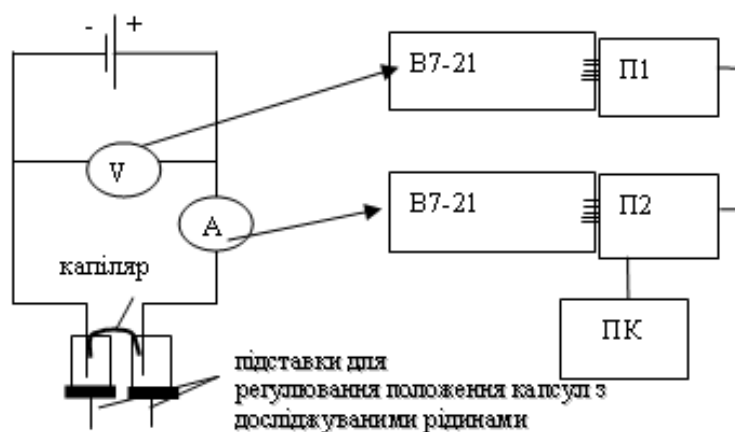 - +
В7-21 П1
V
В7-21 П2
A
капіляр
ПК
підставки для
регулювання положення капсул з
досліджуваними рідинами